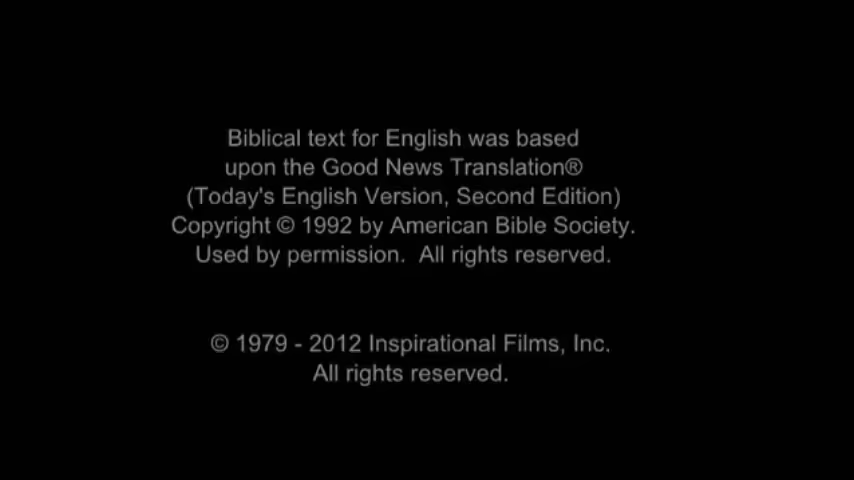 Biblical text for English was based
upon the Good News Translation®
(Today's English Version, Second Edition)
Copyright © 1992 by American Bible Society.
Used by permission.  All rights reserved.
© 1979 - 2012 Inspirational Films, Inc.
All rights reserved.